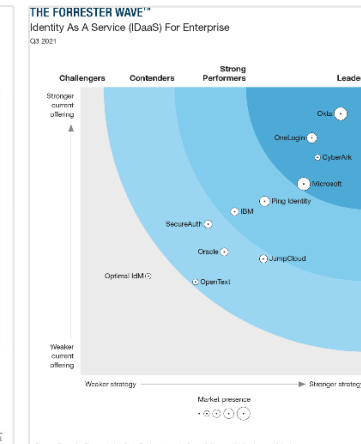 THE FORRESTER WAVE™
Identity As A Service (IDaaS) For Enterprise
Q3 2021
Challengers Contenders Strong Performers Leade
Stronger current offering
Okta
OneLogin
CyberArk
Microsoft
Ping Identity
IBM
SecureAuth
Oracle
JumpCloud
Optimal IdM
OpenText
Weaker current offering
Weaker strategy Stronger strategy
Market presence